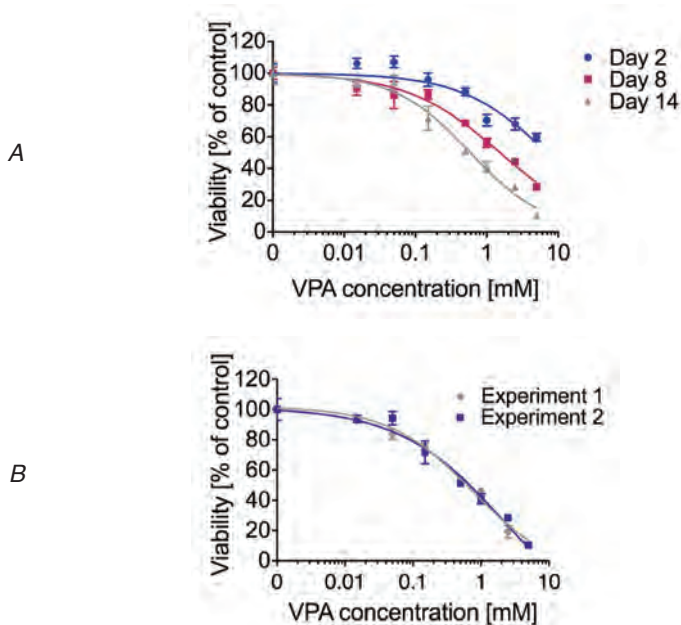 A
Viability [% of control]
120
100
80
60
40
20
0
0
0.01
0.1
1
10
VPA concentration [mM]
Day 2
Day 8
Day 14
B
Viability [% of control]
120
100
80
60
40
20
0
0
0.01
0.1
1
10
VPA concentration [mM]
Experiment 1
Experiment 2